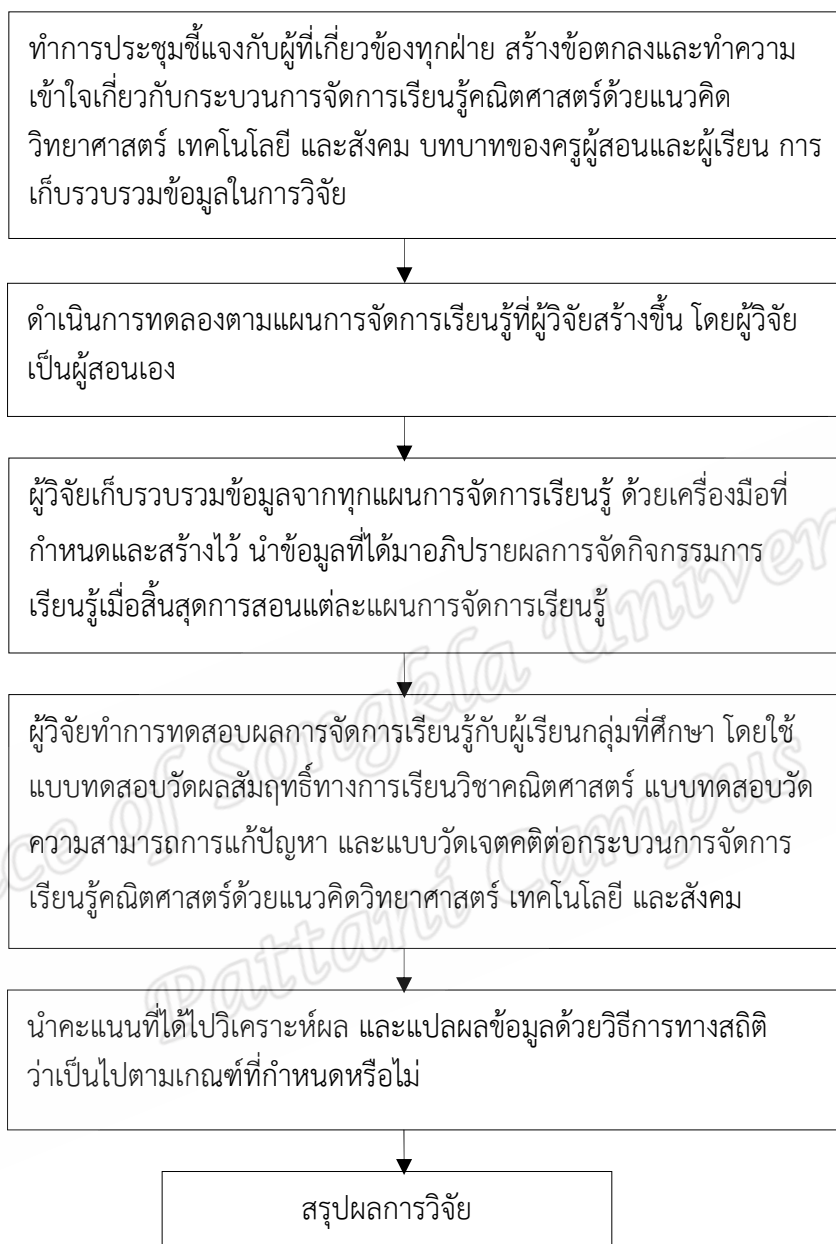 ทำการประชุมชี้แจงกับผู้ที่เกี่ยวข้องทุกฝ่าย สร้างข้อตกลงและทำความ
เข้าใจเกี่ยวกับกระบวนการจัดการเรียนรู้คณิตศาสตร์ด้วยแนวคิด
วิทยาศาสตร์ เทคโนโลยี และสังคม บทบาทของครูผู้สอนและผู้เรียน การ
เก็บรวบรวมข้อมูลในการวิจัย
ดำเนินการทดลองตามแผนการจัดการเรียนรู้ที่ผู้วิจัยสร้างขึ้น โดยผู้วิจัย
เป็นผู้สอนเอง
ผู้วิจัยเก็บรวบรวมข้อมูลจากทุกแผนการจัดการเรียนรู้ ด้วยเครื่องมือที่
กำหนดและสร้างไว้ นำข้อมูลที่ได้มาอภิปรายผลการจัดกิจกรรมการ
เรียนรู้เมื่อสิ้นสุดการสอนแต่ละแผนการจัดการเรียนรู้
ผู้วิจัยทำการทดสอบผลการจัดการเรียนรู้กับผู้เรียนกลุ่มที่ศึกษา โดยใช้
แบบทดสอบวัดผลสัมฤทธิ์ทางการเรียนวิชาคณิตศาสตร์ แบบทดสอบวัด
ความสามารถการแก้ปัญหา และแบบวัดเจตคติต่อกระบวนการจัดการ
เรียนรู้คณิตศาสตร์ด้วยแนวคิดวิทยาศาสตร์ เทคโนโลยี และสังคม
นำคะแนนที่ได้ไปวิเคราะห์ผล และแปลผลข้อมูลด้วยวิธีการทางสถิติ
ว่าเป็นไปตามเกณฑ์ที่กำหนดหรือไม่
สรุปผลการวิจัย
of Songkla
Pattani Campus